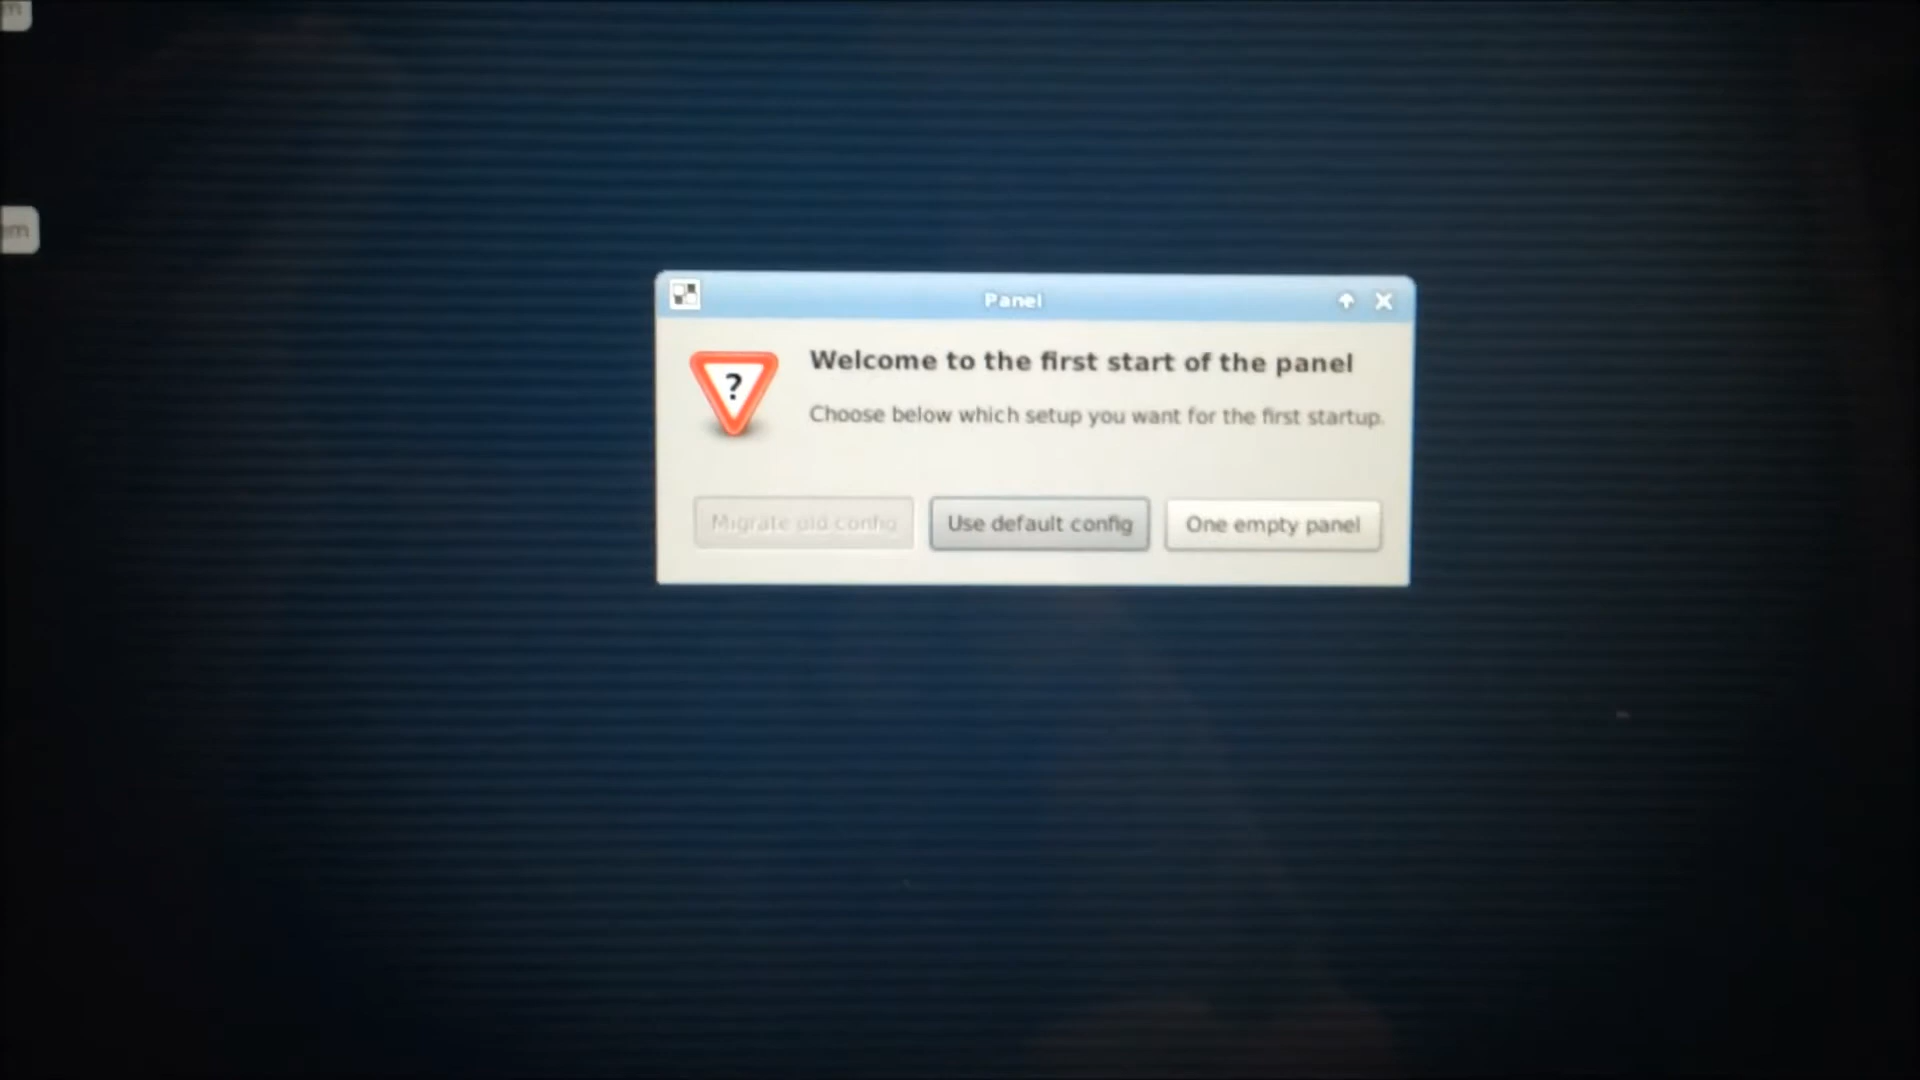 Panel
Welcome to the first start of the panel
?
Choose below which setup you want for the first startup.
Migrate old config
Use default config
One empty panel